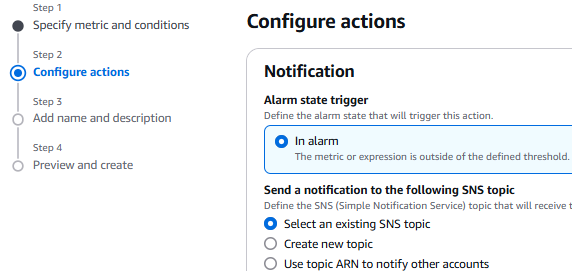 Step 1
Specify metric and conditions
Step 2
Configure actions
Step 3
Add name and description
Step 4
Preview and create
Configure actions
Notification
Alarm state trigger
Define the alarm state that will trigger this action.
In alarm
The metric or expression is outside of the defined threshold.
Send a notification to the following SNS topic
Define the SNS (Simple Notification Service) topic that will receive
Select an existing SNS topic
Create new topic
Use topic ARN to notify other accounts